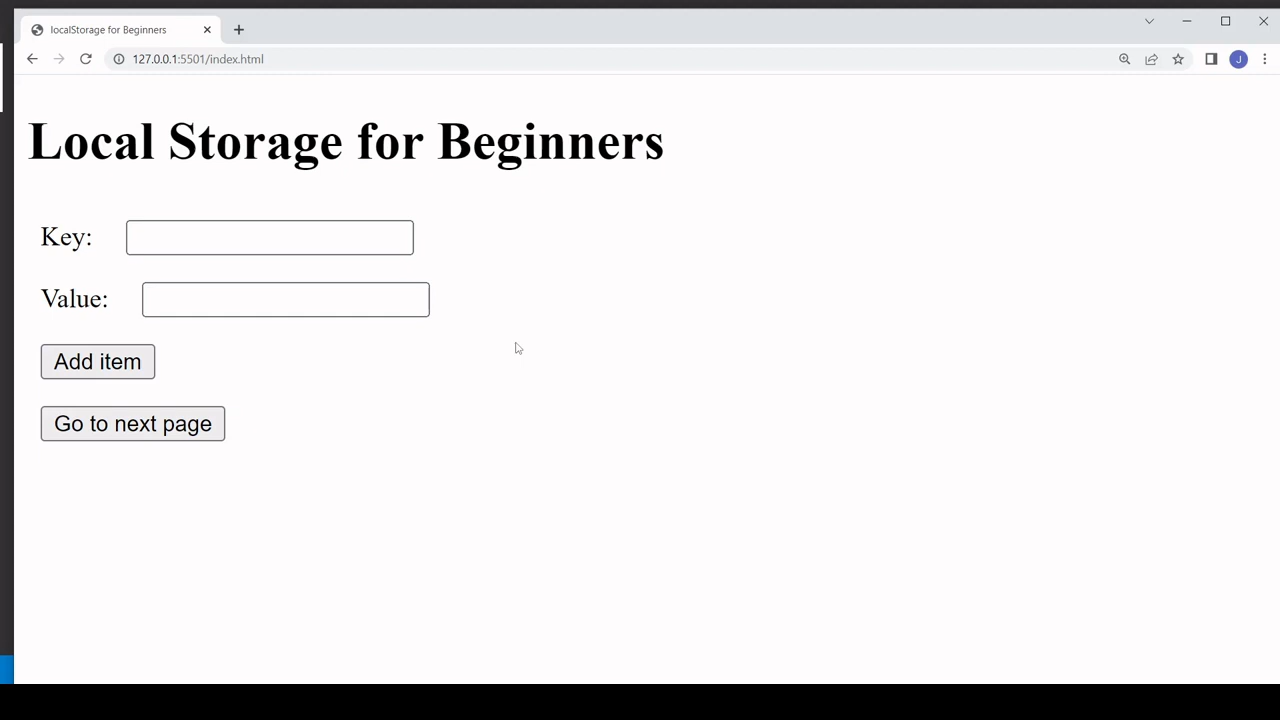 localStorage for Beginners
127.0.0.1:5501/index.html
J
Local Storage for Beginners
Key:
Value:
Add item
Go to next page